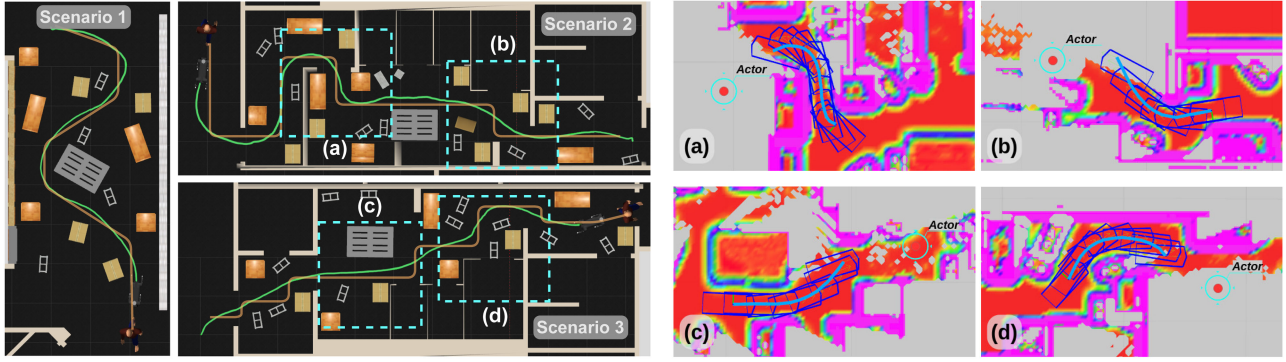 Scenario 1
Scenario 2
(a)
(b)
(c)
(d)
Scenario 3
Actor
(a)
Actor
(b)
Actor
(c)
Actor
(d)